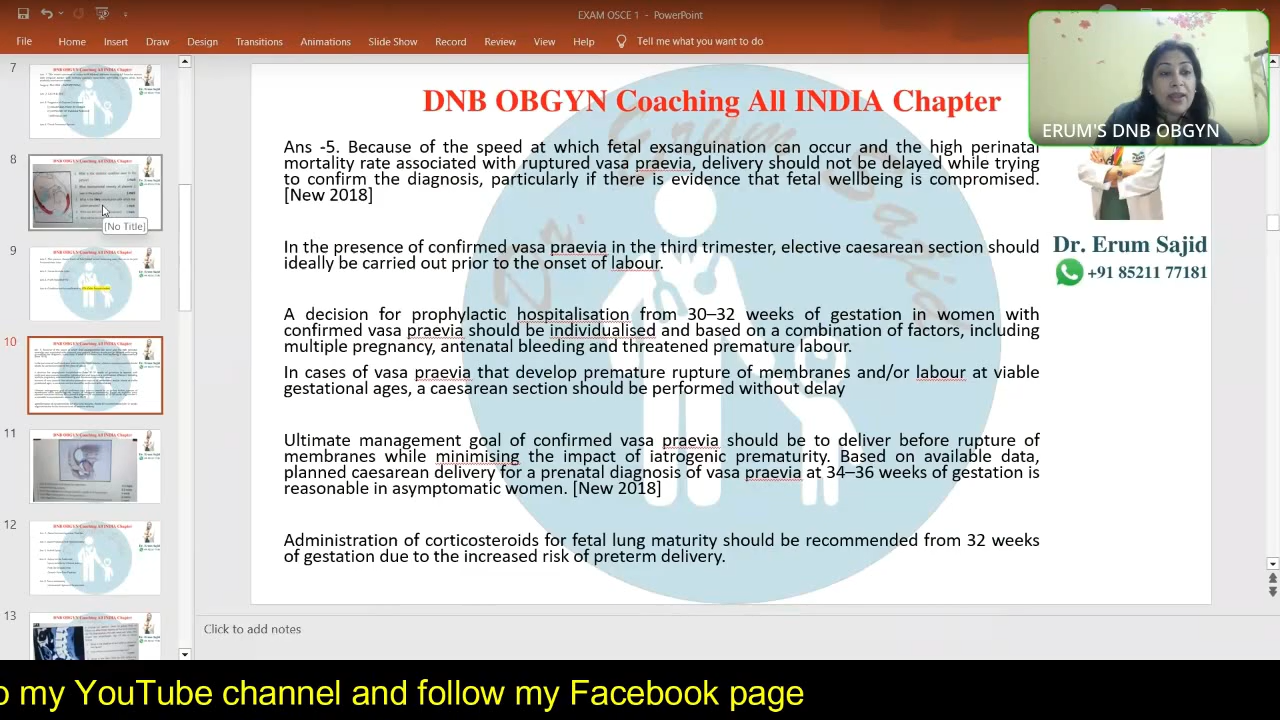 EXAM OSCE 1 - PowerPoint
File Home Insert Draw Design Transitions Animations Slide Show Record Review View Help Tell me what you want to do
ERUM'S DNB OBGYN
7
8
[No Title]
9
10
11
12
13
DNB OBGYN Coaching All INDIA Chapter
Ans -5. Because of the speed at which fetal exsanguination can occur and the high perinatal
mortality rate associated with ruptured vasa praevia, delivery should not be delayed while trying
to confirm the diagnosis, particularly if there is evidence that fetal wellbeing is compromised.
[New 2018]
In the presence of confirmed vasa praevia in the third trimester, elective caesarean section should
ideally be carried out prior to the onset of labour.
A decision for prophylactic hospitalisation from 30–32 weeks of gestation in women with
confirmed vasa praevia should be individualised and based on a combination of factors, including
multiple pregnancy, antenatal bleeding and threatened premature labour.
In cases of vasa praevia that develop premature rupture of membranes and/or labour at viable
gestational ages, a caesarean section should be performed without delay
Ultimate management goal of confirmed vasa praevia should be to deliver before rupture of
membranes while minimising the impact of iatrogenic prematurity. Based on available data,
planned caesarean delivery for a prenatal diagnosis of vasa praevia at 34–36 weeks of gestation is
reasonable in asymptomatic women. [New 2018]
Administration of corticosteroids for fetal lung maturity should be recommended from 32 weeks
of gestation due to the increased risk of preterm delivery.
Dr. Erum Sajid
+91 85211 77181
Click to add notes
o my YouTube channel and follow my Facebook page